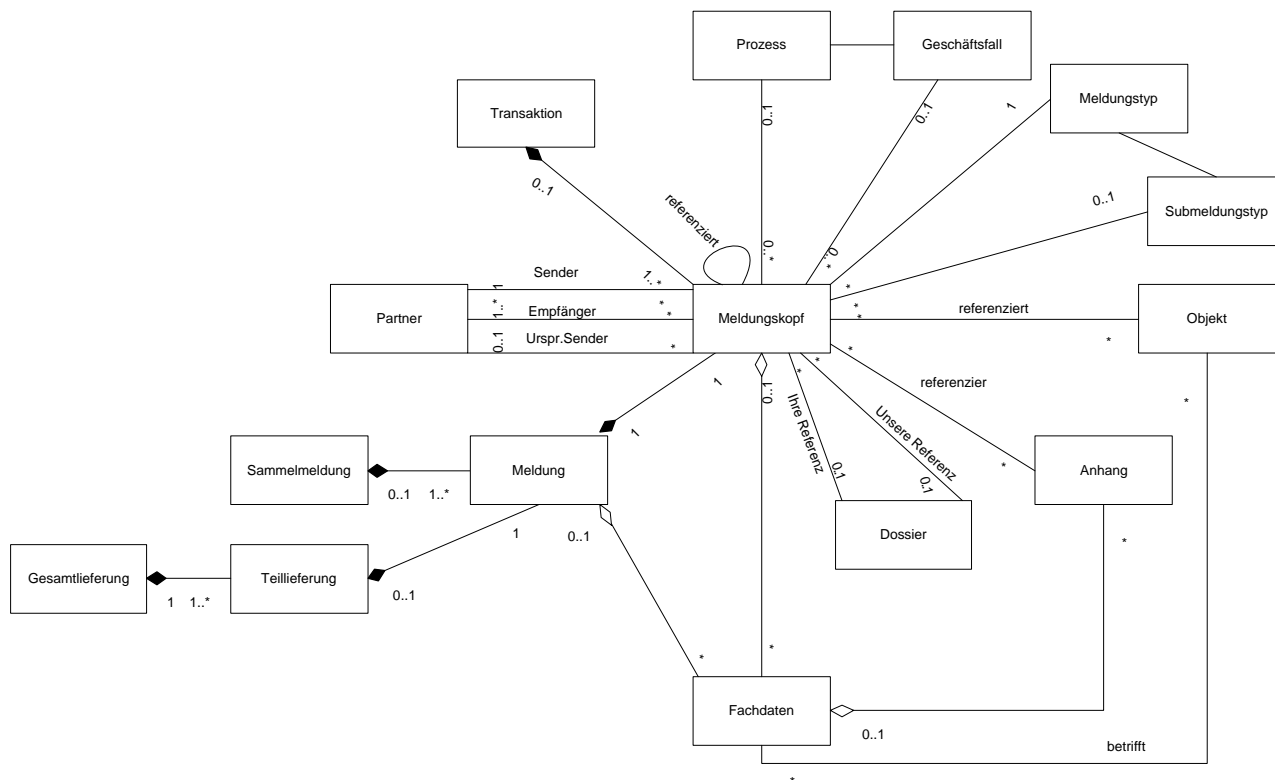 Prozess
Geschäftsfall
Meldungstyp
Transaktion
0..1
0..1
1
0..1
Submeldungstyp
0..1
referenziert
*
..0
*
..0
*
Sender
1
1..*
*
Partner
1..*
Empfänger
*
Meldungskopf
*
*
referenziert
*
Objekt
0..1
Urspr.Sender
*
*
*
*
referenzier
*
1
0..1
Ihre Referenz
Unsere Referenz
*
1
Sammelmeldung
0..1
1..*
Meldung
0..1
0..1
Anhang
1
0..1
Dossier
*
Gesamtlieferung
1
1..*
Teillieferung
0..1
*
*
Fachdaten
0..1
betrifft
*